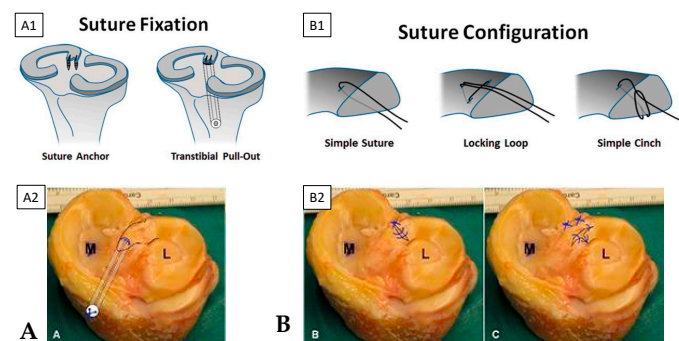 A1
Suture Fixation
Suture Anchor
Transtibial Pull-Out
B1
Suture Configuration
Simple Suture
Locking Loop
Simple Cinch
A2
M
L
A
A
B2
M
L
B
M
L
C
B